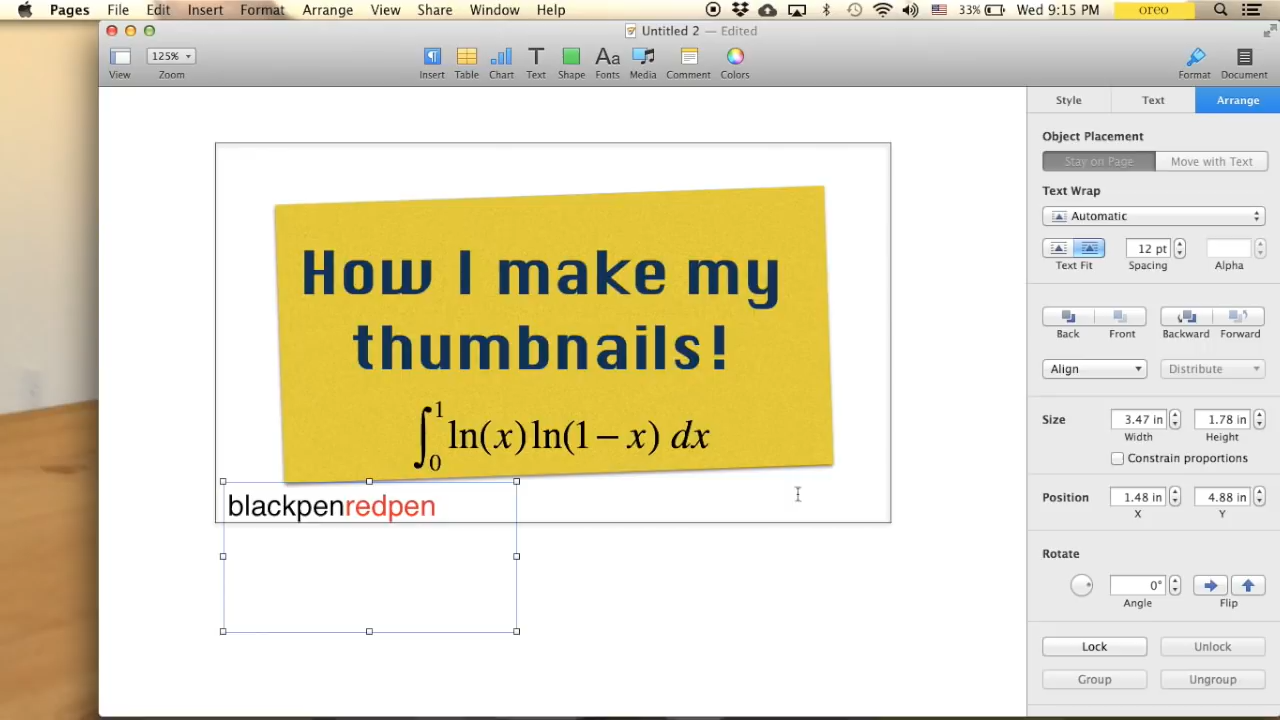 Pages File Edit Insert Format Arrange View Share Window Help 33% Wed 9:15 PM oreo
Untitled 2 — Edited
125%
View Zoom Insert Table Chart Text Shape Fonts Media Comment Colors Format Document
Style Text Arrange
Object Placement
Stay on Page Move with Text
Text Wrap
Automatic
12 pt
Text Fit Spacing Alpha
Back Front Backward Forward
Align Distribute
Size 3.47 in 1.78 in
Width Height
Constrain proportions
Position 1.48 in 4.88 in
X Y
Rotate
0°
Angle Flip
Lock Unlock
Group Ungroup
How I make my
thumbnails!
∫₀¹ ln(x) ln(1 − x) dx
blackpenredpen